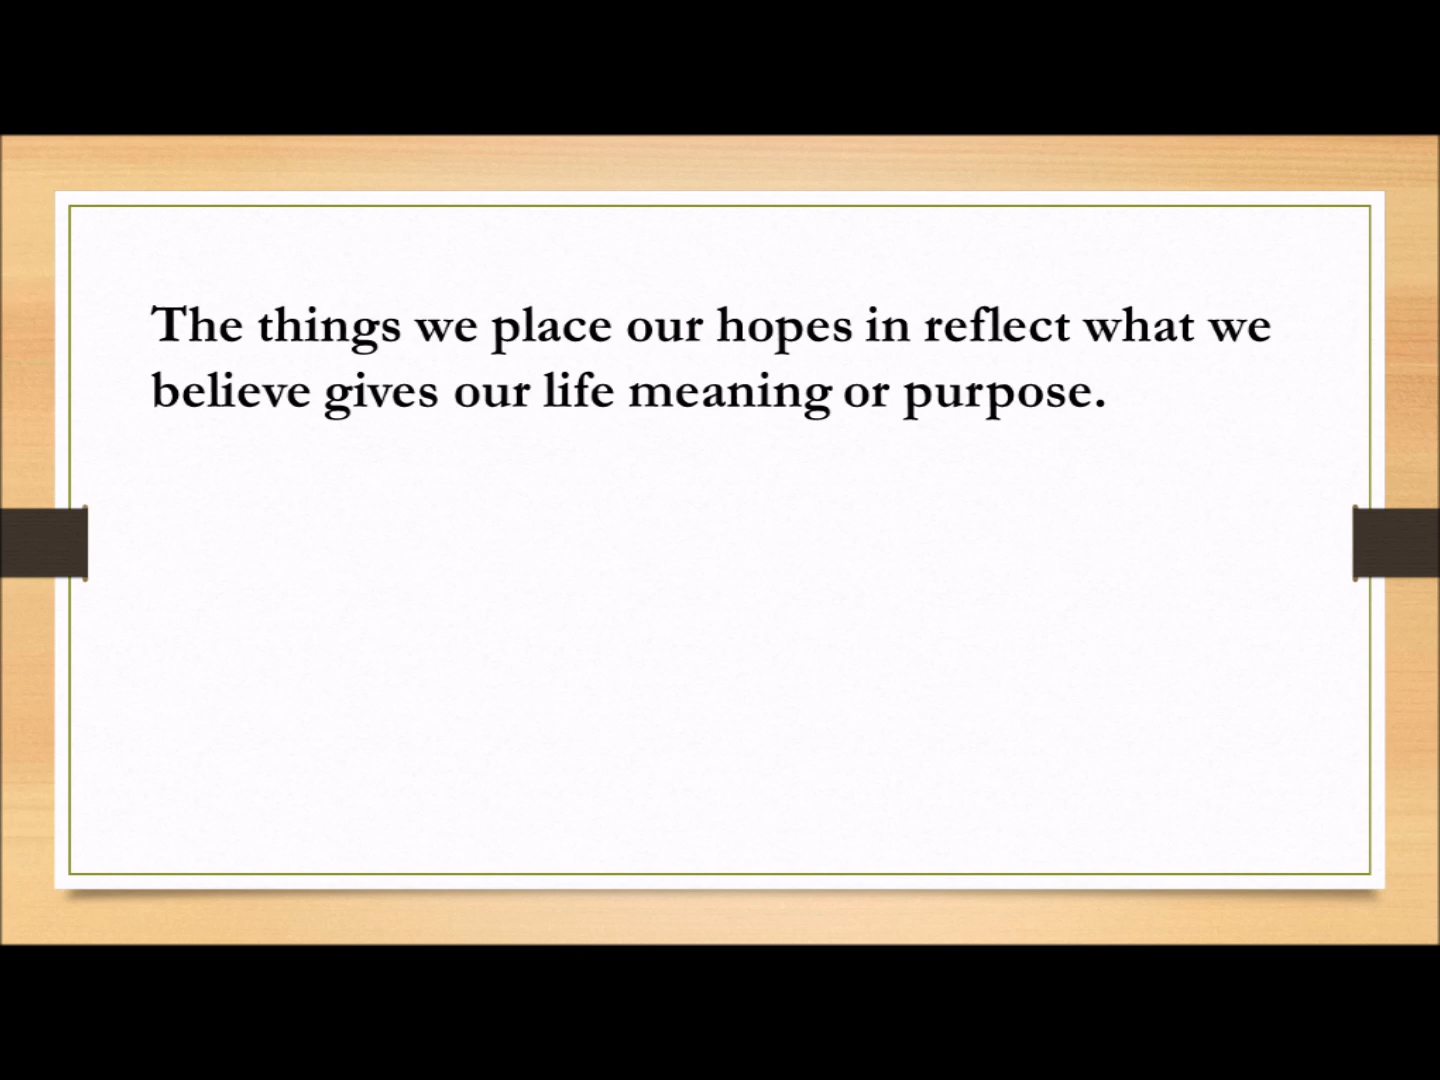 The things we place our hopes in reflect what we
believe gives our life meaning or purpose.